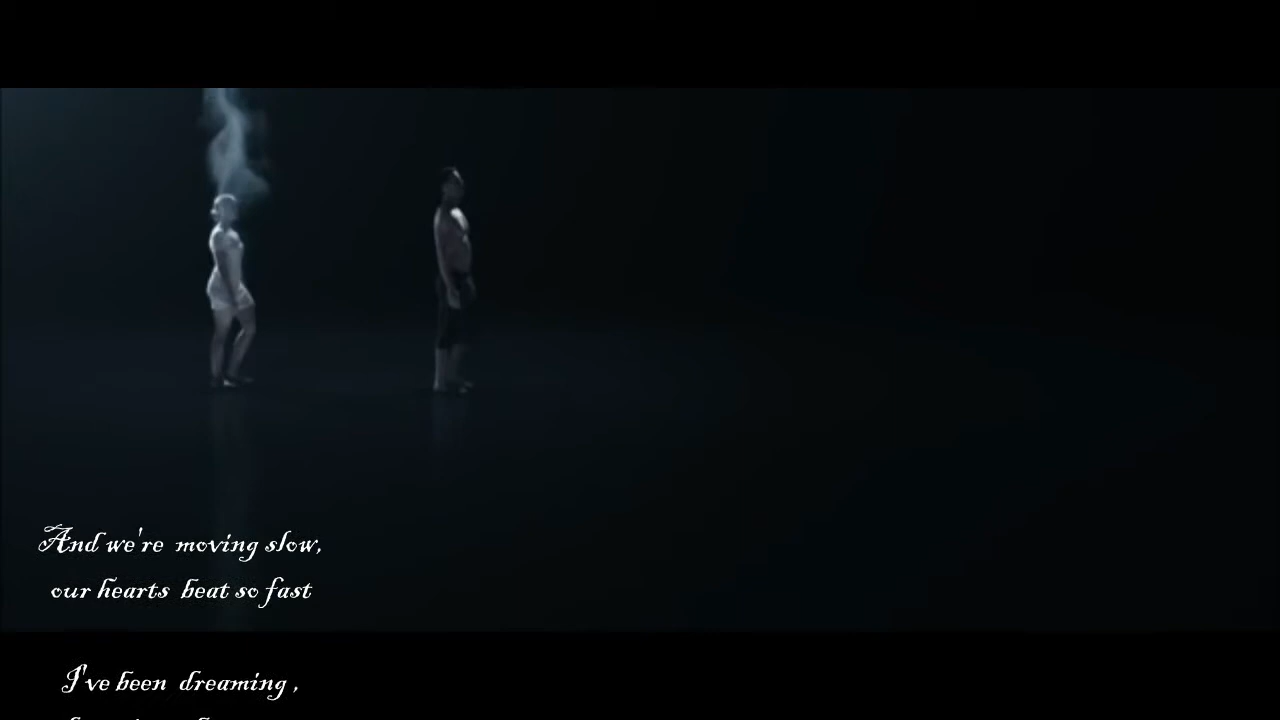 And we're moving slow,
our hearts beat so fast
I've been dreaming,